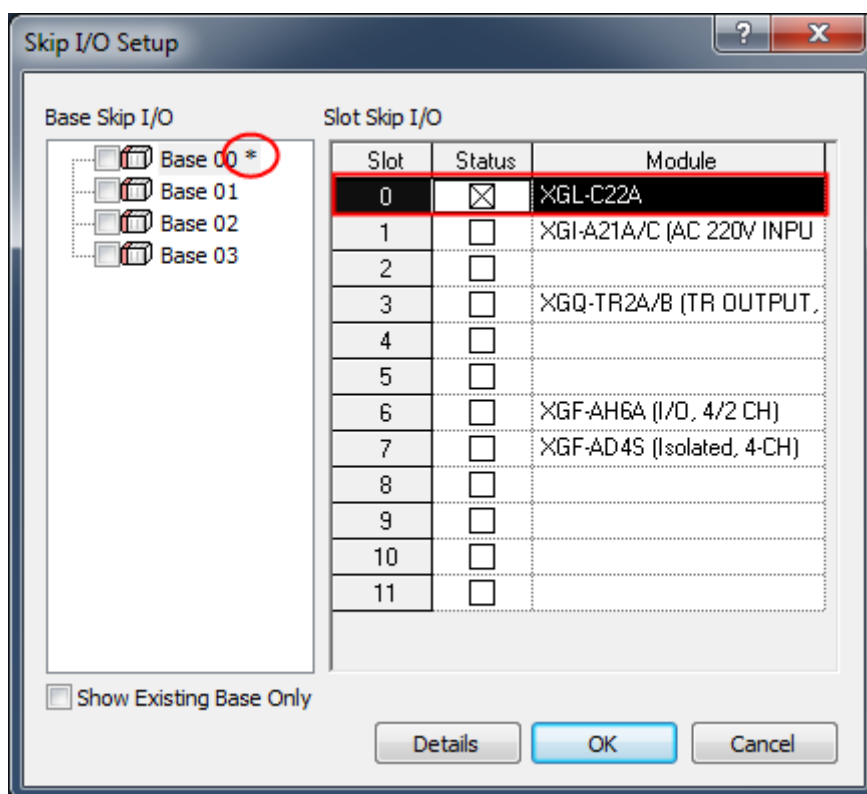 Skip I/O Setup
Base Skip I/O
Base 00 *
Base 01
Base 02
Base 03
Show Existing Base Only
Slot Skip I/O
Slot Status Module
0 XGL-C22A
1 XGI-A21A/C (AC 220V INPU
2
3 XGQ-TR2A/B (TR OUTPUT,
4
5
6 XGF-AH6A (I/O, 4/2 CH)
7 XGF-AD4S (Isolated, 4-CH)
8
9
10
11
Details OK Cancel